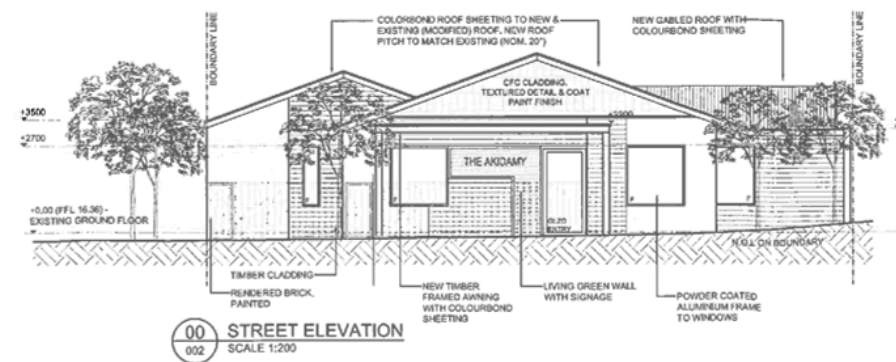 BOUNDARY LINE
COLORBOND ROOF SHEETING TO NEW &
EXISTING (MODIFIED) ROOF. NEW ROOF
PITCH TO MATCH EXISTING (NOM. 20°)
NEW GABLED ROOF WITH
COLOURBOND SHEETING
BOUNDARY LINE
CFC CLADDING,
TEXTURED DETAIL & COAT
PAINT FINISH
+3500
+2700
THE AKIDAMY
+0.00 (FFL 16.36) -
EXISTING GROUND FLOOR
F
F
GLZD
ENTRY
F
F
N.G.L ON BOUNDARY
TIMBER CLADDING
RENDERED BRICK,
PAINTED
NEW TIMBER
FRAMED AWNING
WITH COLOURBOND
SHEETING
LIVING GREEN WALL
WITH SIGNAGE
POWDER COATED
ALUMINIUM FRAME
TO WINDOWS
00
002
STREET ELEVATION
SCALE 1:200